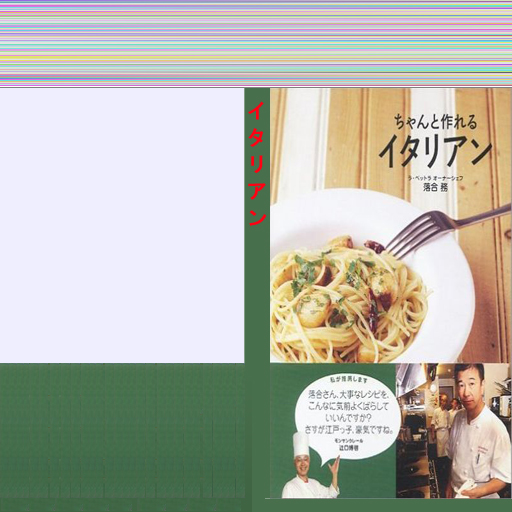 イタリアン
ちゃんと作れる
イタリアン
ラ・ベットラ オーナーシェフ
落合 務
私が推薦します
落合さん、大事なレシピを、
こんなに気前よくばらして
いいんですか?
さすが江戸っ子、豪気ですね。
モンサンクレール
辻口博啓